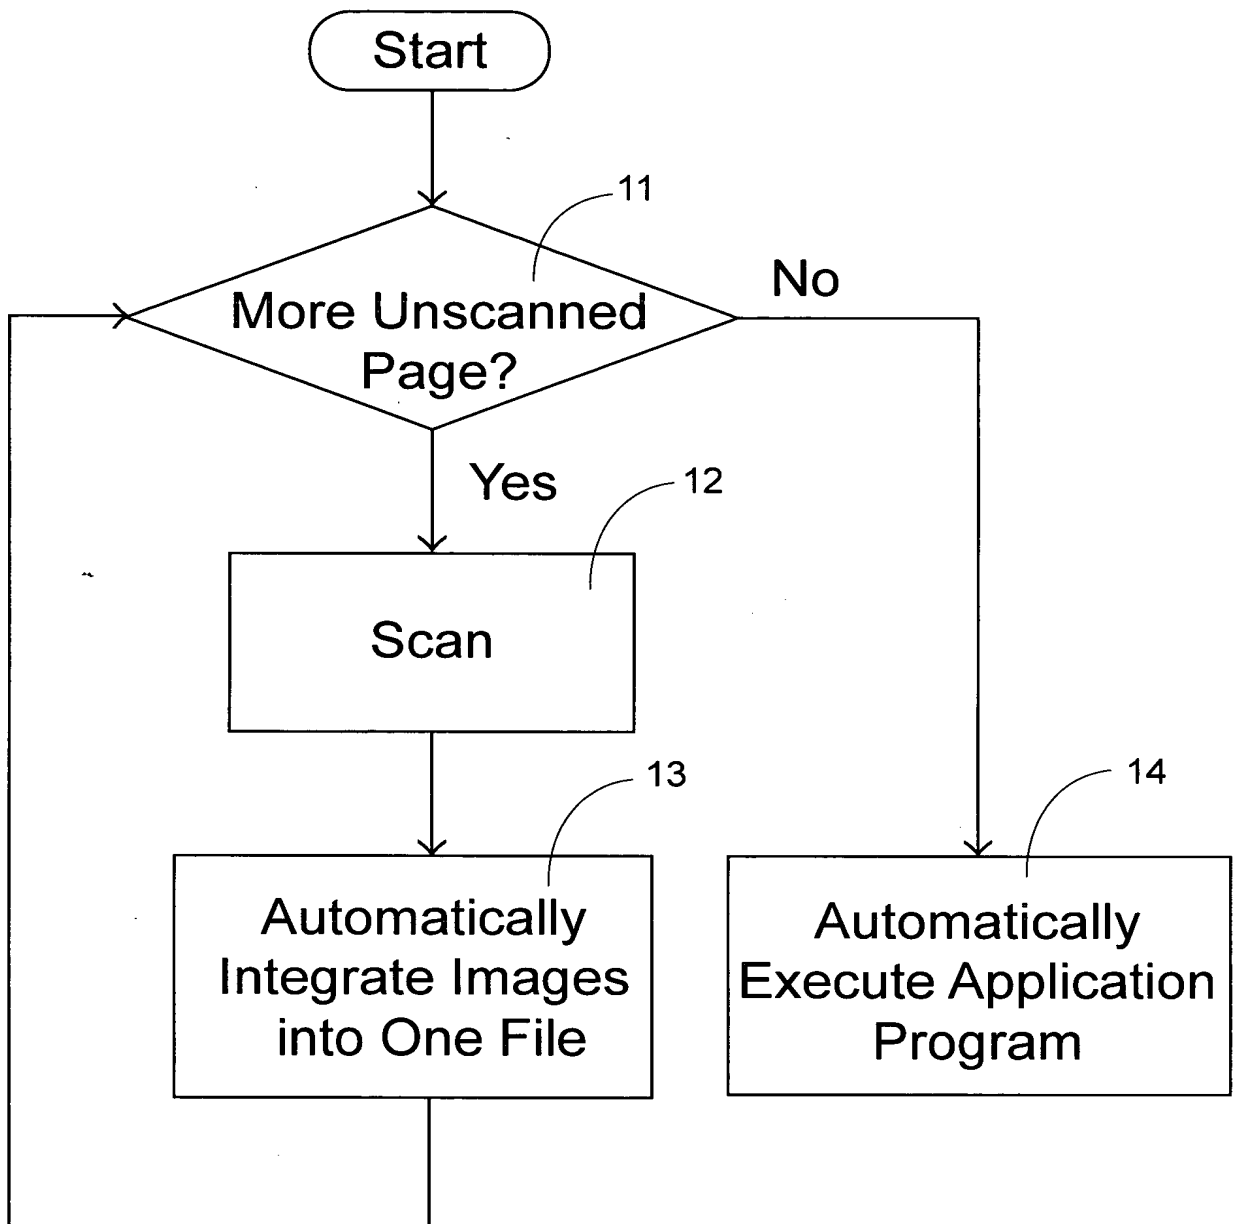 Start
11
No
More Unscanned
Page?
Yes
12
Scan
13
14
Automatically
Integrate Images
into One File
Automatically
Execute Application
Program